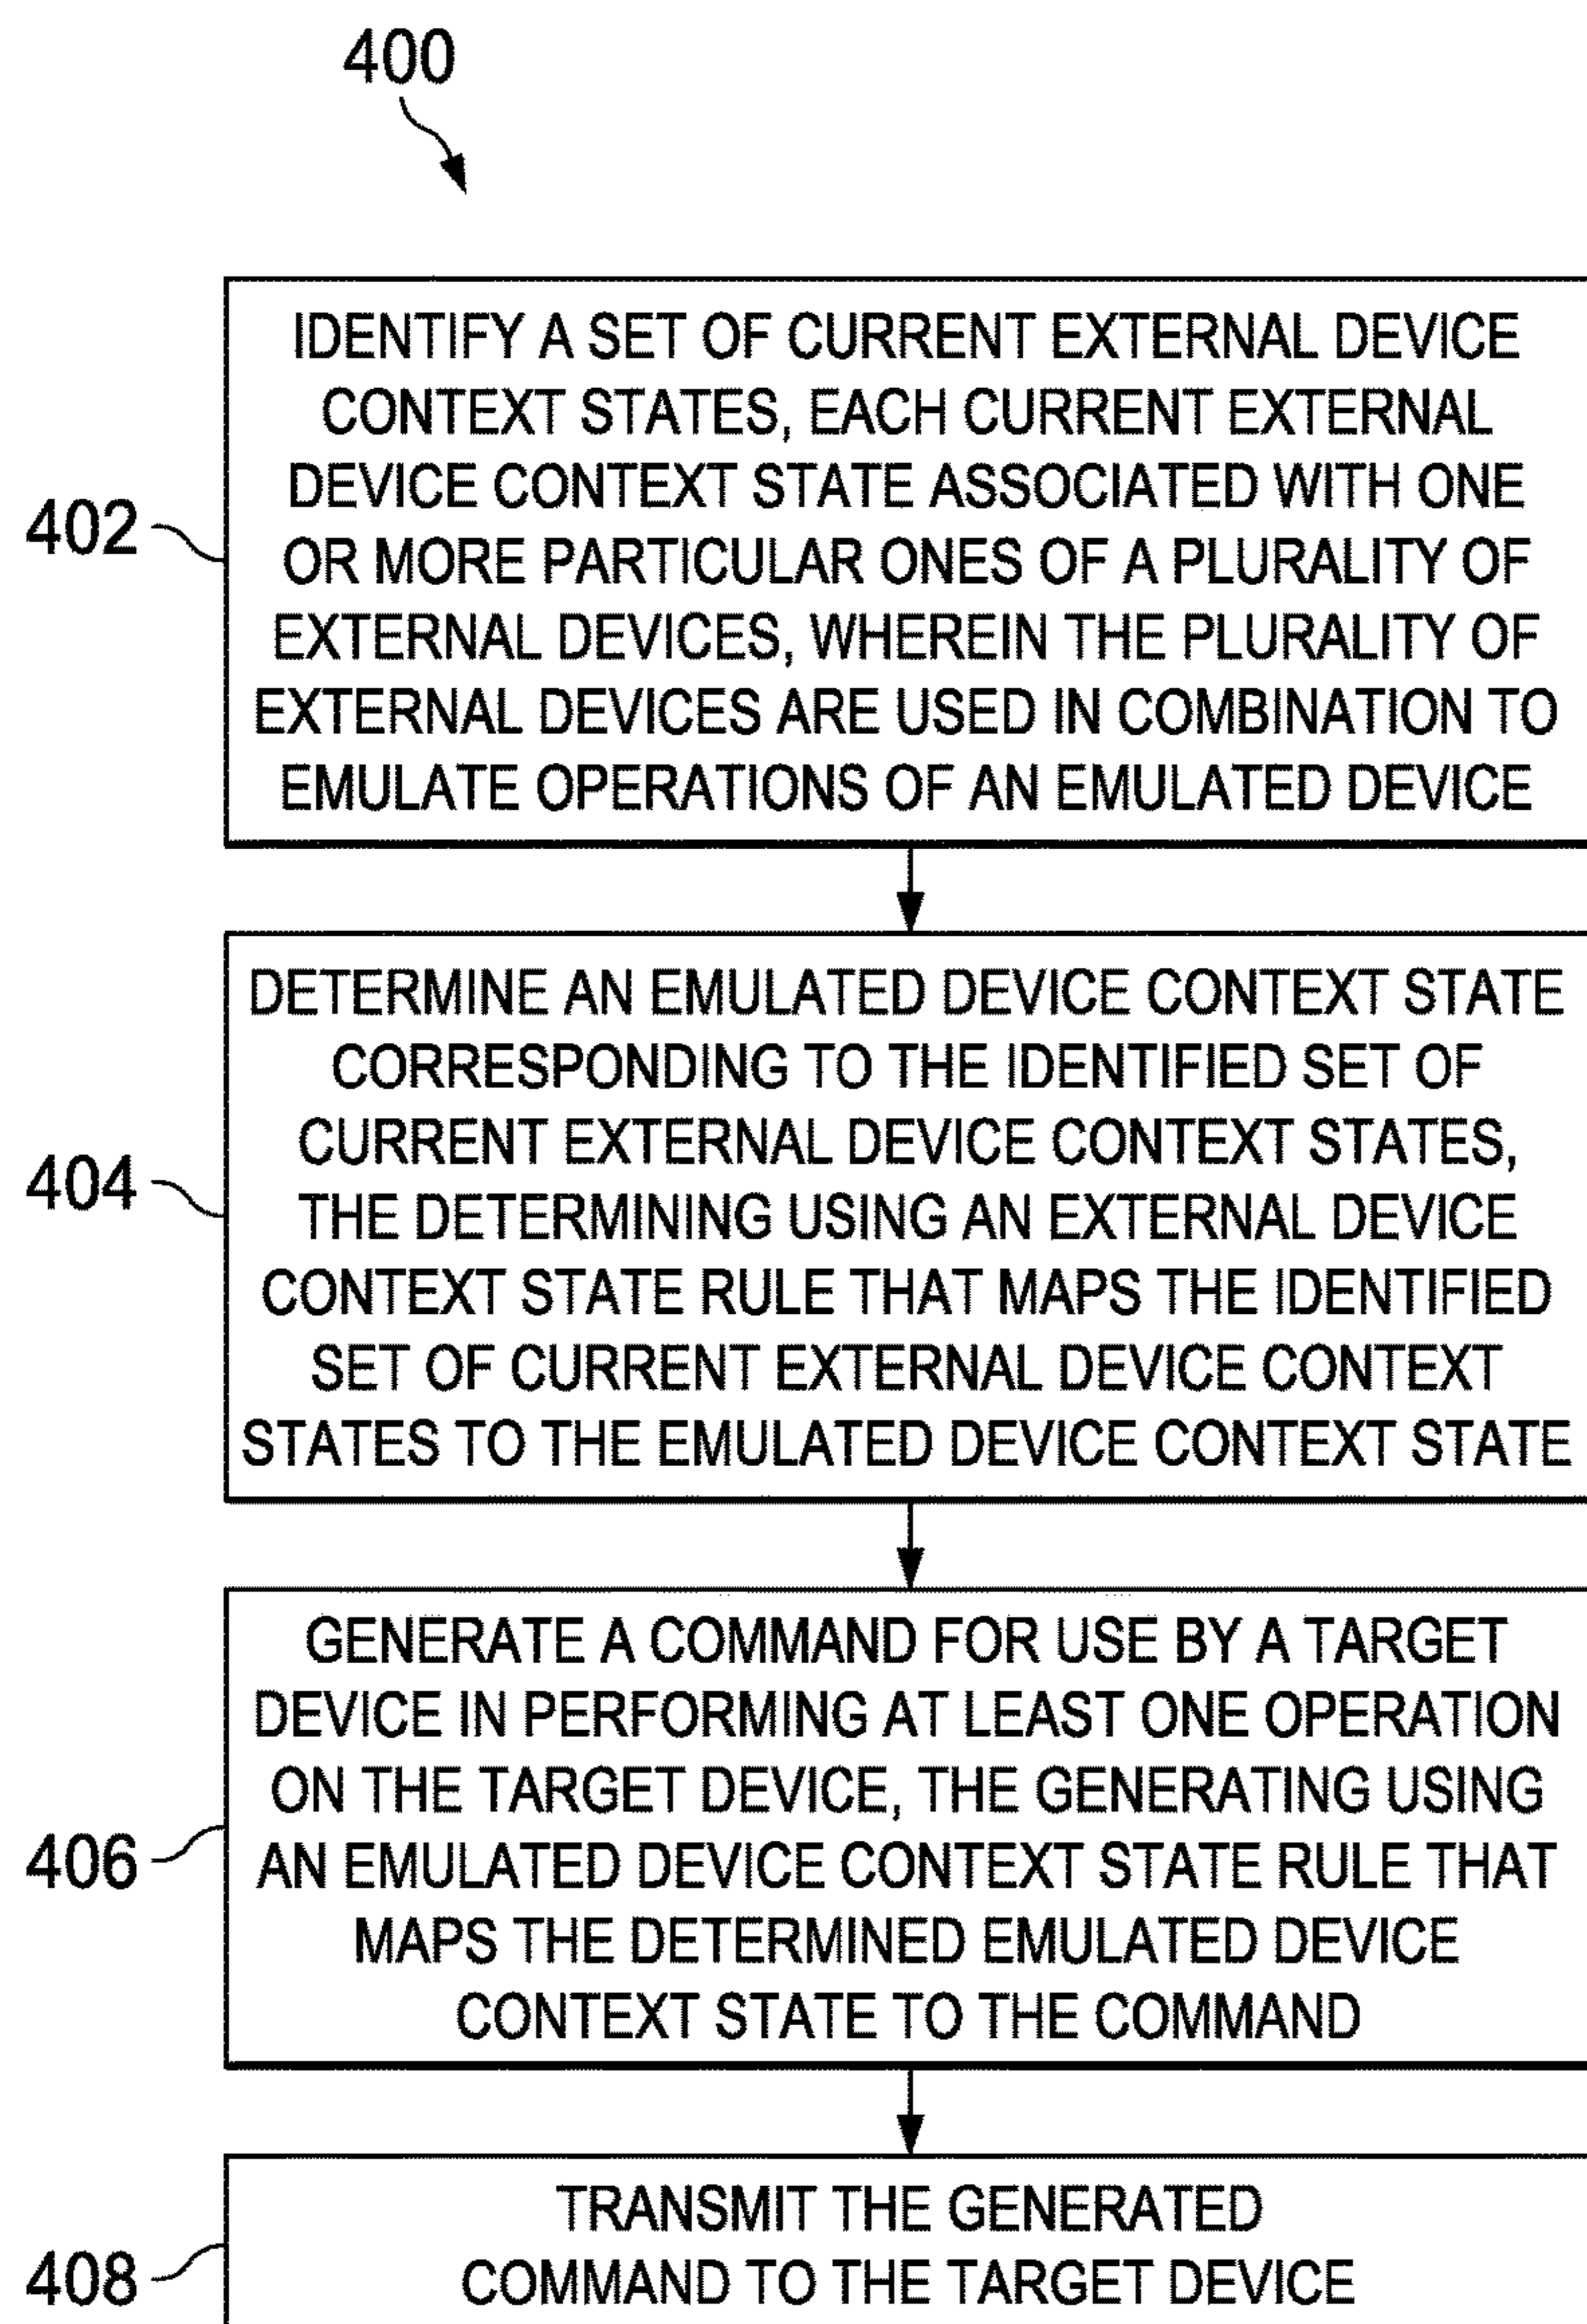 400
402
IDENTIFY A SET OF CURRENT EXTERNAL DEVICE
CONTEXT STATES, EACH CURRENT EXTERNAL
DEVICE CONTEXT STATE ASSOCIATED WITH ONE
OR MORE PARTICULAR ONES OF A PLURALITY OF
EXTERNAL DEVICES, WHEREIN THE PLURALITY OF
EXTERNAL DEVICES ARE USED IN COMBINATION TO
EMULATE OPERATIONS OF AN EMULATED DEVICE
404
DETERMINE AN EMULATED DEVICE CONTEXT STATE
CORRESPONDING TO THE IDENTIFIED SET OF
CURRENT EXTERNAL DEVICE CONTEXT STATES,
THE DETERMINING USING AN EXTERNAL DEVICE
CONTEXT STATE RULE THAT MAPS THE IDENTIFIED
SET OF CURRENT EXTERNAL DEVICE CONTEXT
STATES TO THE EMULATED DEVICE CONTEXT STATE
406
GENERATE A COMMAND FOR USE BY A TARGET
DEVICE IN PERFORMING AT LEAST ONE OPERATION
ON THE TARGET DEVICE, THE GENERATING USING
AN EMULATED DEVICE CONTEXT STATE RULE THAT
MAPS THE DETERMINED EMULATED DEVICE
CONTEXT STATE TO THE COMMAND
408
TRANSMIT THE GENERATED
COMMAND TO THE TARGET DEVICE